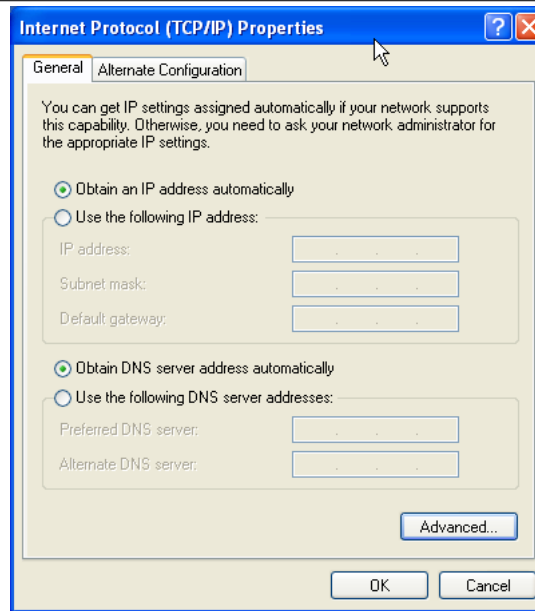 Internet Protocol (TCP/IP) Properties
General Alternate Configuration
You can get IP settings assigned automatically if your network supports
this capability. Otherwise, you need to ask your network administrator for
the appropriate IP settings.
Obtain an IP address automatically
Use the following IP address:
IP address:
Subnet mask:
Default gateway:
Obtain DNS server address automatically
Use the following DNS server addresses:
Preferred DNS server:
Alternate DNS server:
Advanced...
OK Cancel